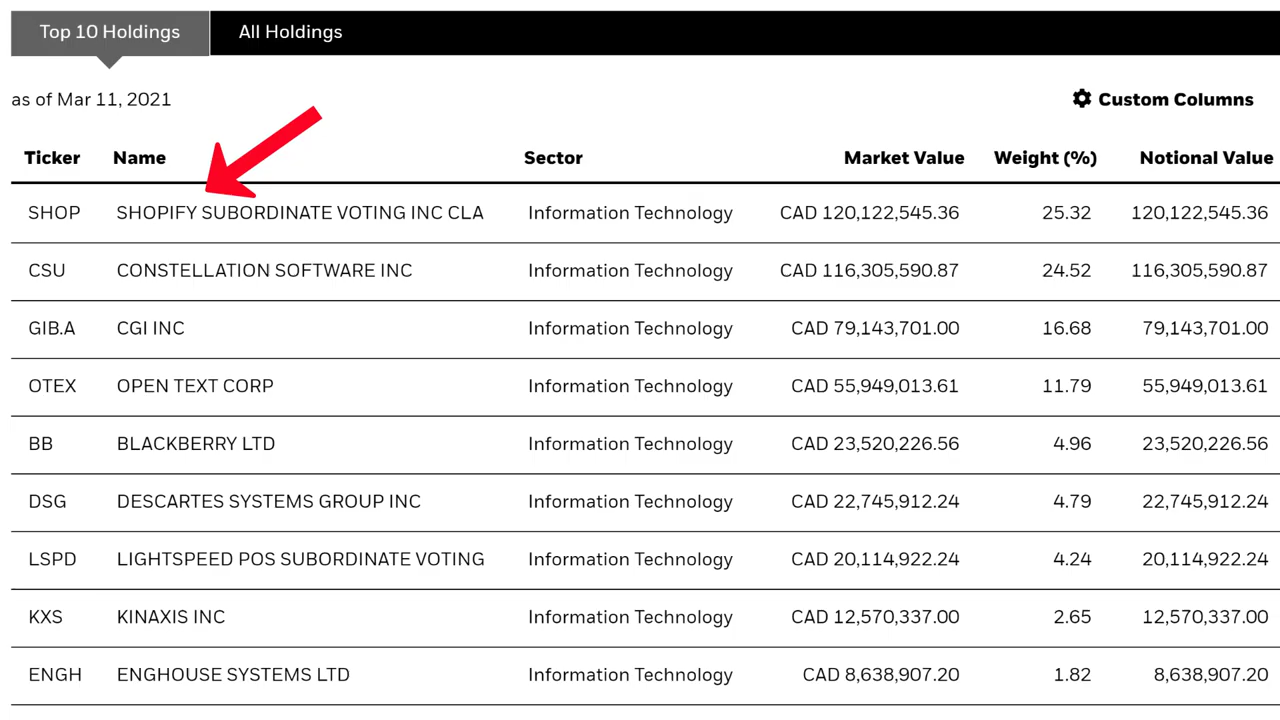 Top 10 Holdings All Holdings
as of Mar 11, 2021 Custom Columns
Ticker Name Sector Market Value Weight (%) Notional Value
SHOP SHOPIFY SUBORDINATE VOTING INC CLA Information Technology CAD 120,122,545.36 25.32 120,122,545.36
CSU CONSTELLATION SOFTWARE INC Information Technology CAD 116,305,590.87 24.52 116,305,590.87
GIB.A CGI INC Information Technology CAD 79,143,701.00 16.68 79,143,701.00
OTEX OPEN TEXT CORP Information Technology CAD 55,949,013.61 11.79 55,949,013.61
BB BLACKBERRY LTD Information Technology CAD 23,520,226.56 4.96 23,520,226.56
DSG DESCARTES SYSTEMS GROUP INC Information Technology CAD 22,745,912.24 4.79 22,745,912.24
LSPD LIGHTSPEED POS SUBORDINATE VOTING Information Technology CAD 20,114,922.24 4.24 20,114,922.24
KXS KINAXIS INC Information Technology CAD 12,570,337.00 2.65 12,570,337.00
ENGH ENGHOUSE SYSTEMS LTD Information Technology CAD 8,638,907.20 1.82 8,638,907.20